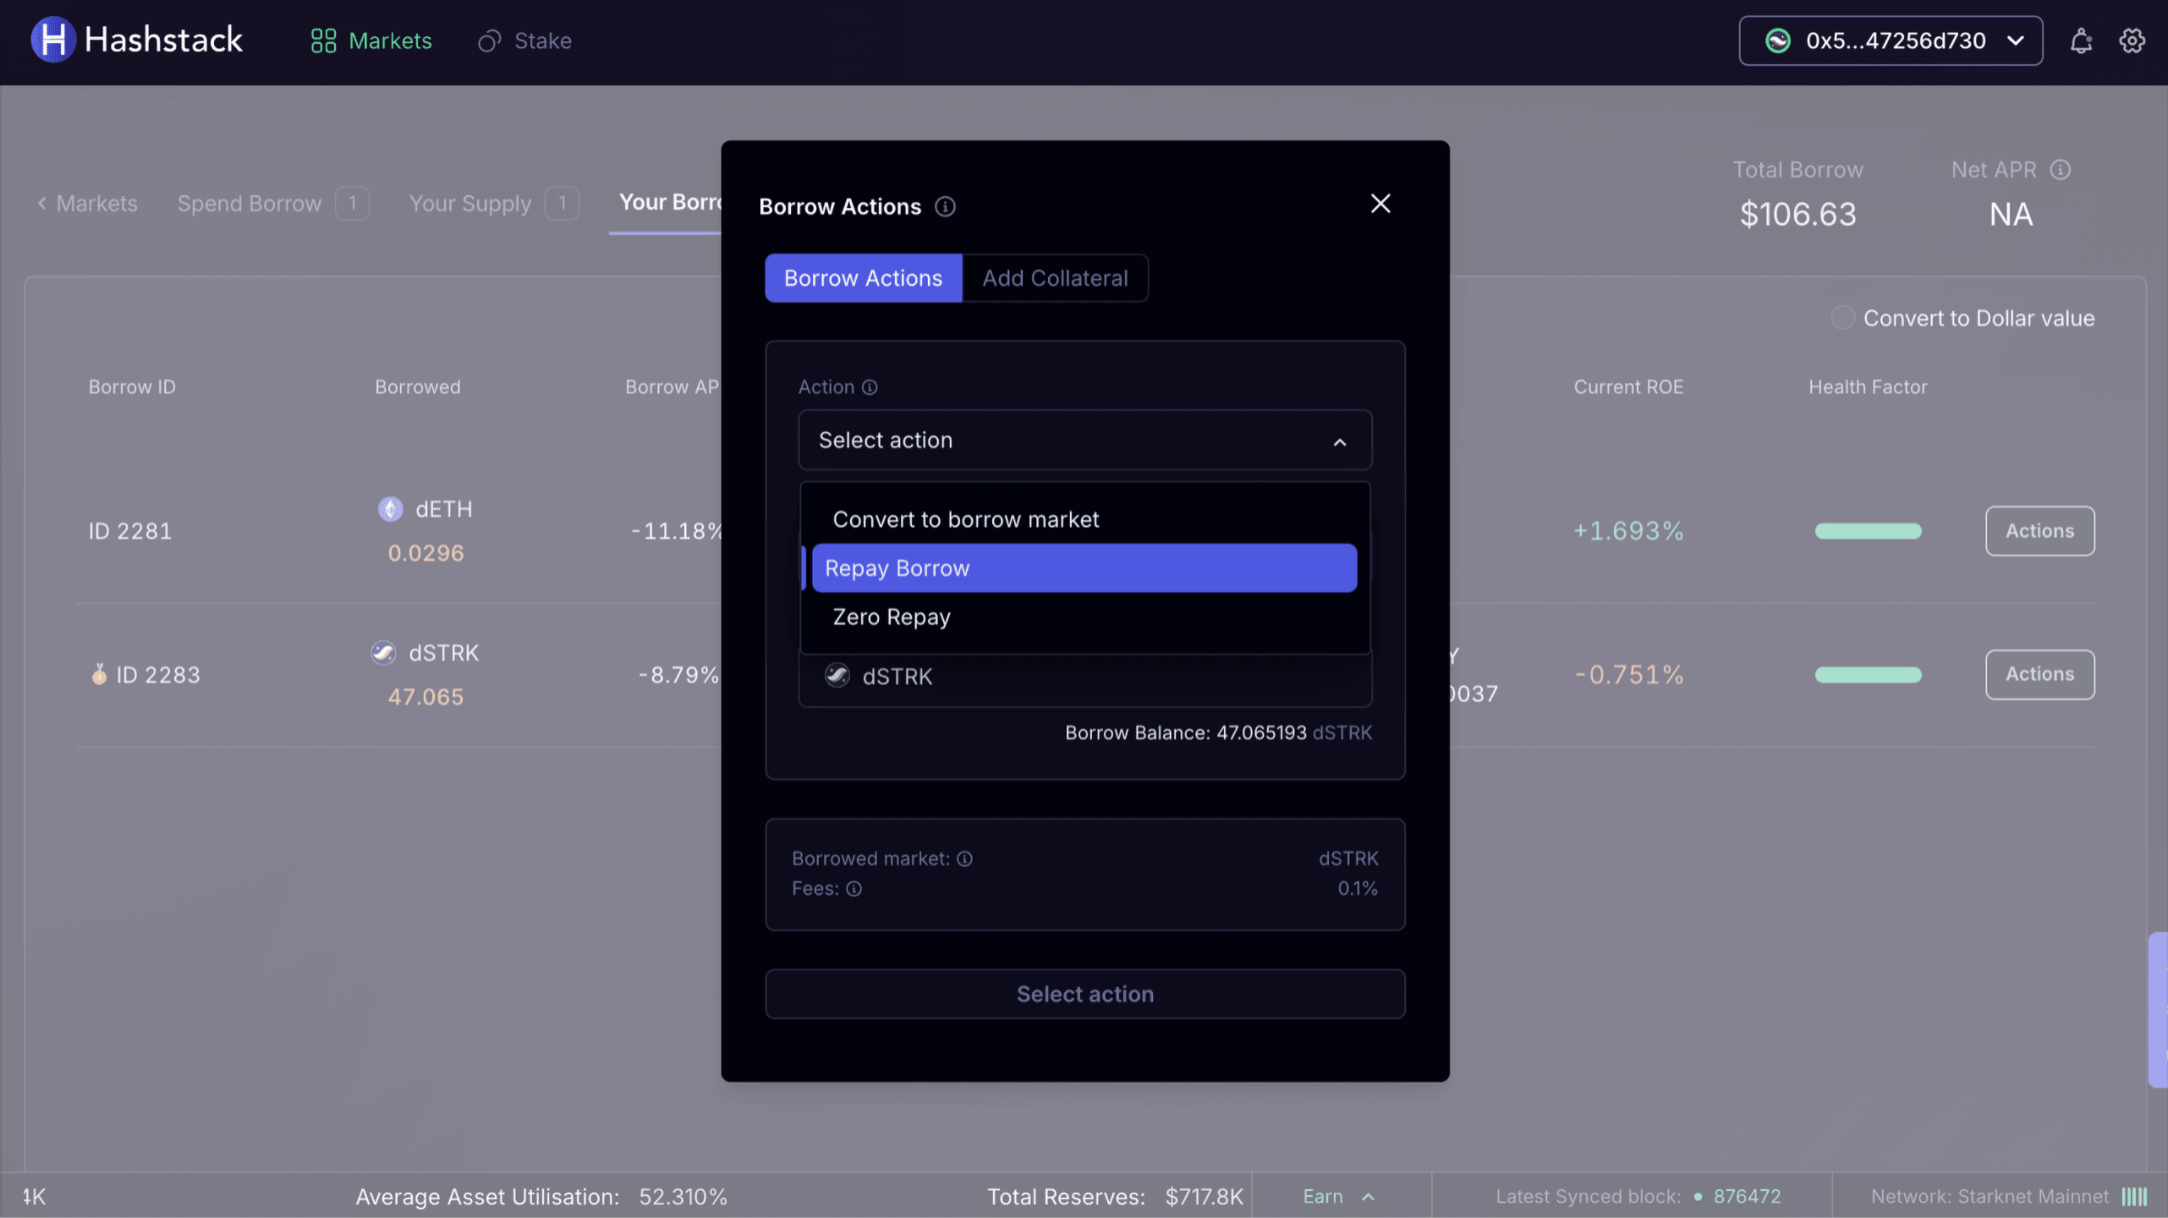 Hashstack
Markets
Stake
0x5...47256d730
Markets
Spend Borrow 1
Your Supply 1
Your Borro
Total Borrow
$106.63
Net APR
NA
Borrow Actions
Borrow Actions
Add Collateral
Convert to Dollar value
Borrow ID
Borrowed
Borrow AP
Current ROE
Health Factor
Action
Select action
Convert to borrow market
Repay Borrow
Zero Repay
dSTRK
Borrow Balance: 47.065193 dSTRK
ID 2281
dETH
0.0296
-11.18%
+1.693%
Actions
ID 2283
dSTRK
47.065
-8.79%
Y
0037
-0.751%
Actions
Borrowed market: dSTRK
Fees: 0.1%
Select action
4K
Average Asset Utilisation: 52.310%
Total Reserves: $717.8K
Earn
Latest Synced block: 876472
Network: Starknet Mainnet